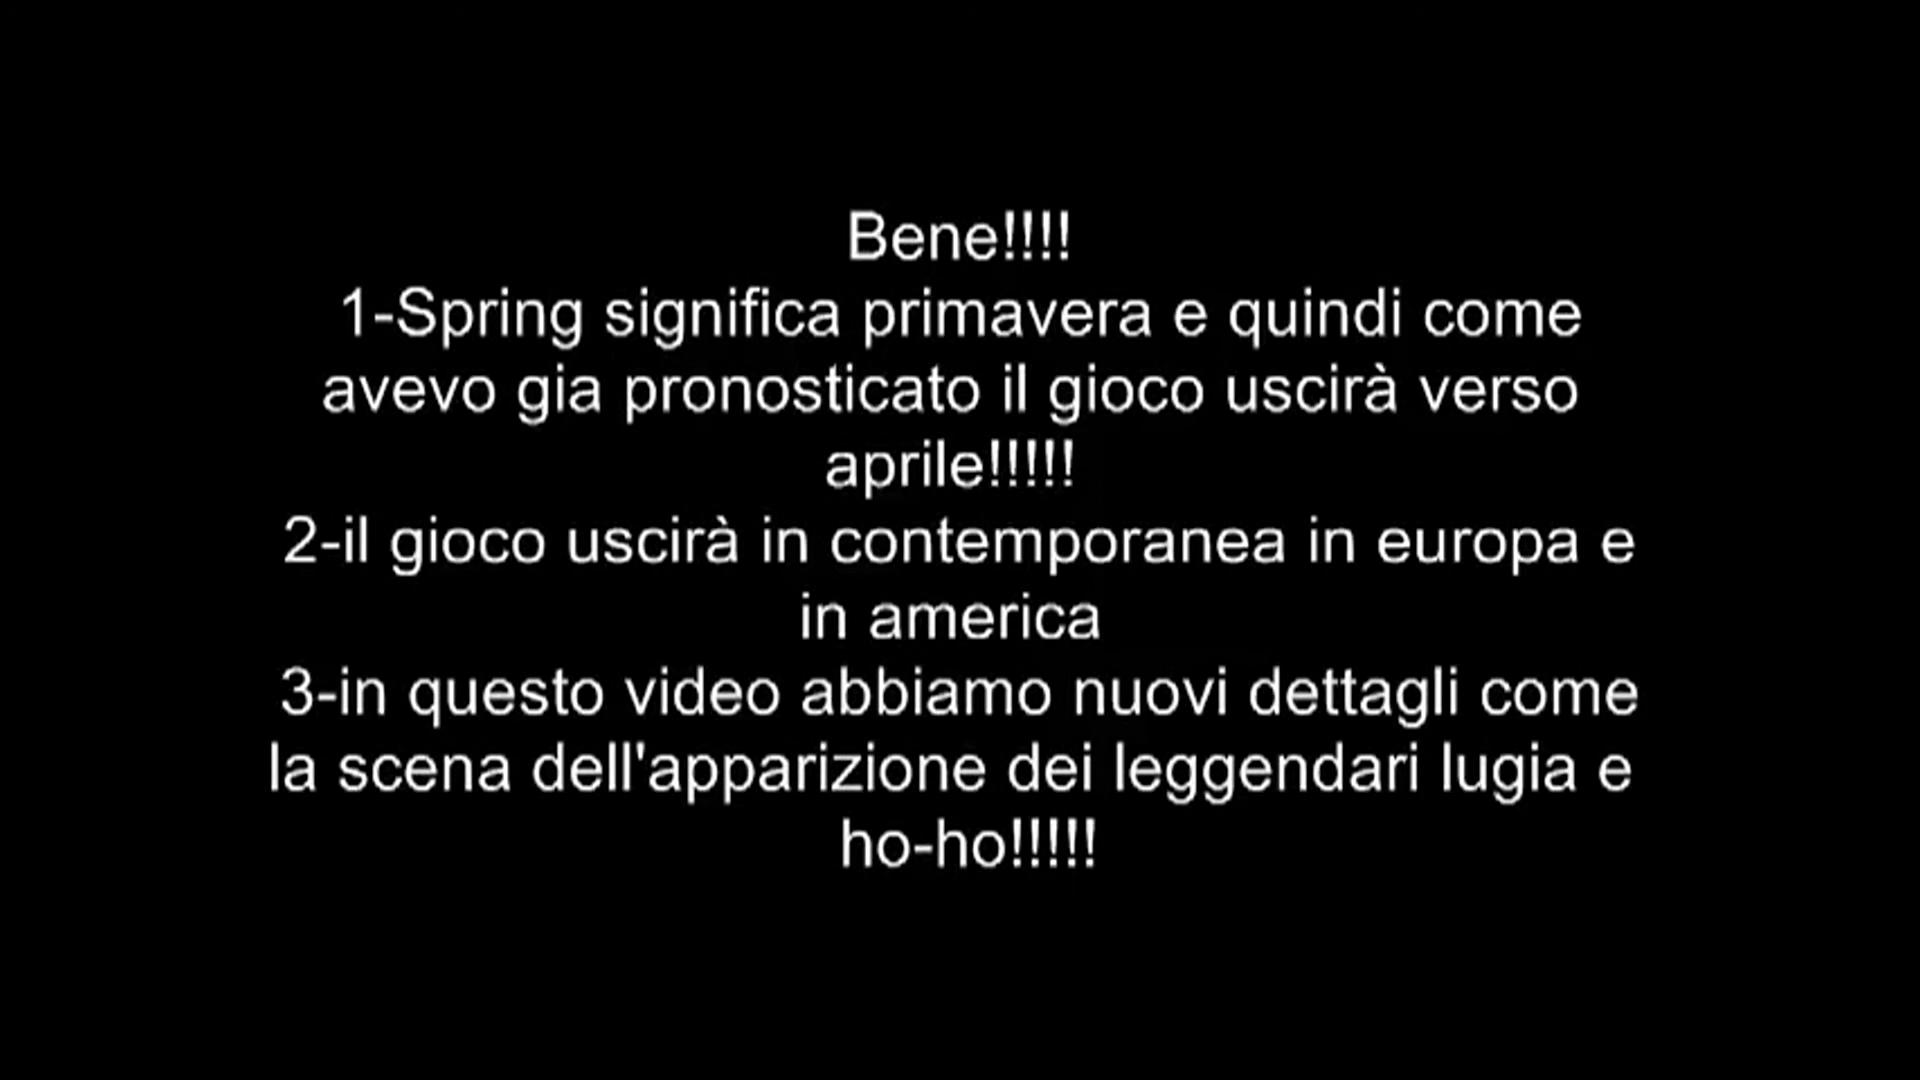 Bene!!!!
1-Spring significa primavera e quindi come
avevo gia pronosticato il gioco uscirà verso
aprile!!!!!
2-il gioco uscirà in contemporanea in europa e
in america
3-in questo video abbiamo nuovi dettagli come
la scena dell'apparizione dei leggendari lugia e
ho-ho!!!!!